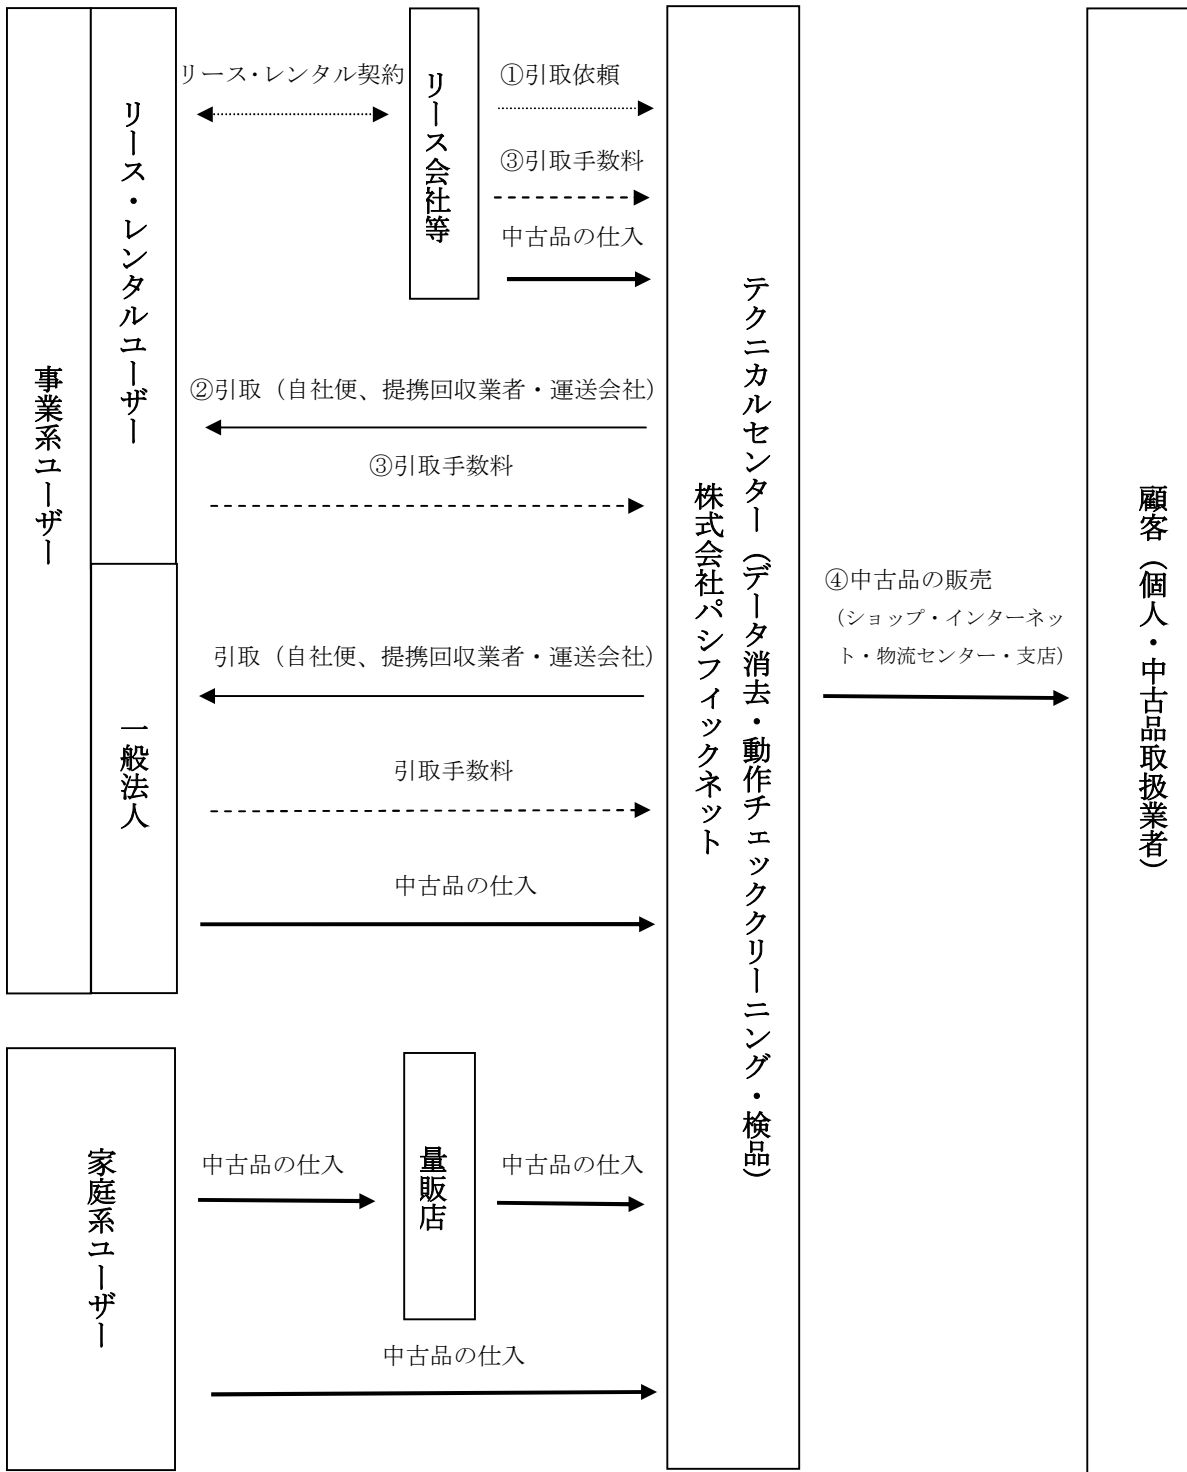 事業系ユーザー
リース・レンタルユーザー
リース・レンタル契約
リース会社等
①引取依頼
③引取手数料
中古品の仕入
②引取（自社便、提携回収業者・運送会社）
③引取手数料
一般法人
引取（自社便、提携回収業者・運送会社）
引取手数料
中古品の仕入
家庭系ユーザー
中古品の仕入
量販店
中古品の仕入
中古品の仕入
テクニカルセンター（データ消去・動作チェッククリーニング・検品）
株式会社パシフィックネット
④中古品の販売
（ショップ・インターネッ
ト・物流センター・支店）
顧客（個人・中古品取扱業者）